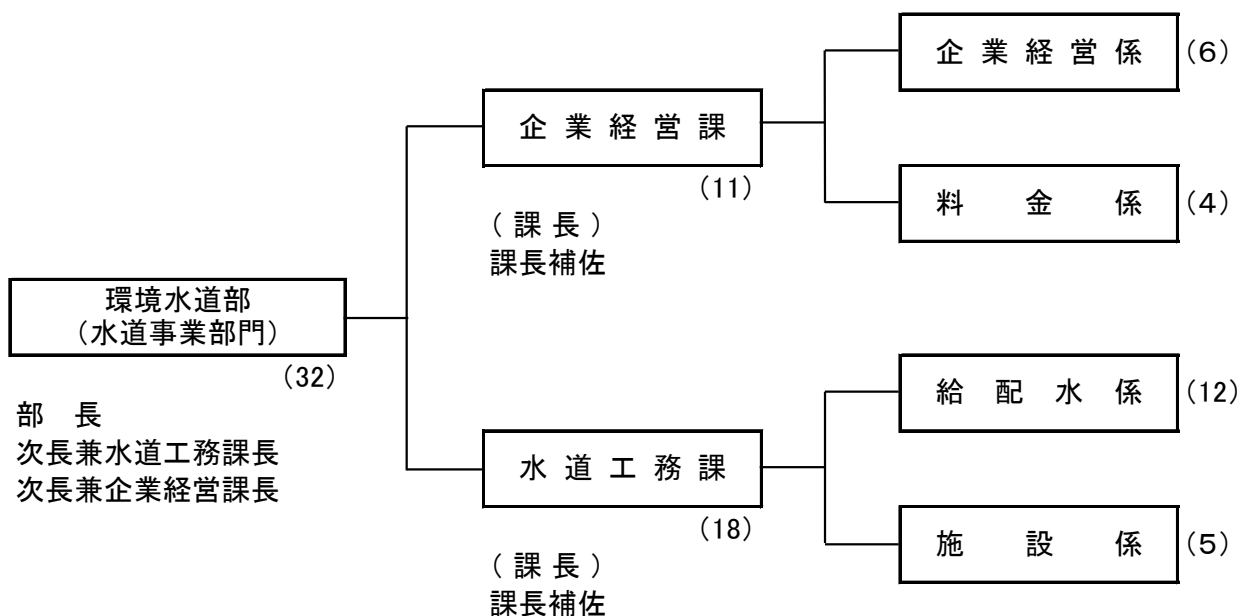 環境水道部
（水道事業部門）
（32）
部　長
次長兼水道工務課長
次長兼企業経営課長
企業経営課
（11）
（課長）
課長補佐
企業経営係
（6）
料金係
（4）
水道工務課
（18）
（課長）
課長補佐
給配水係
（12）
施設係
（5）